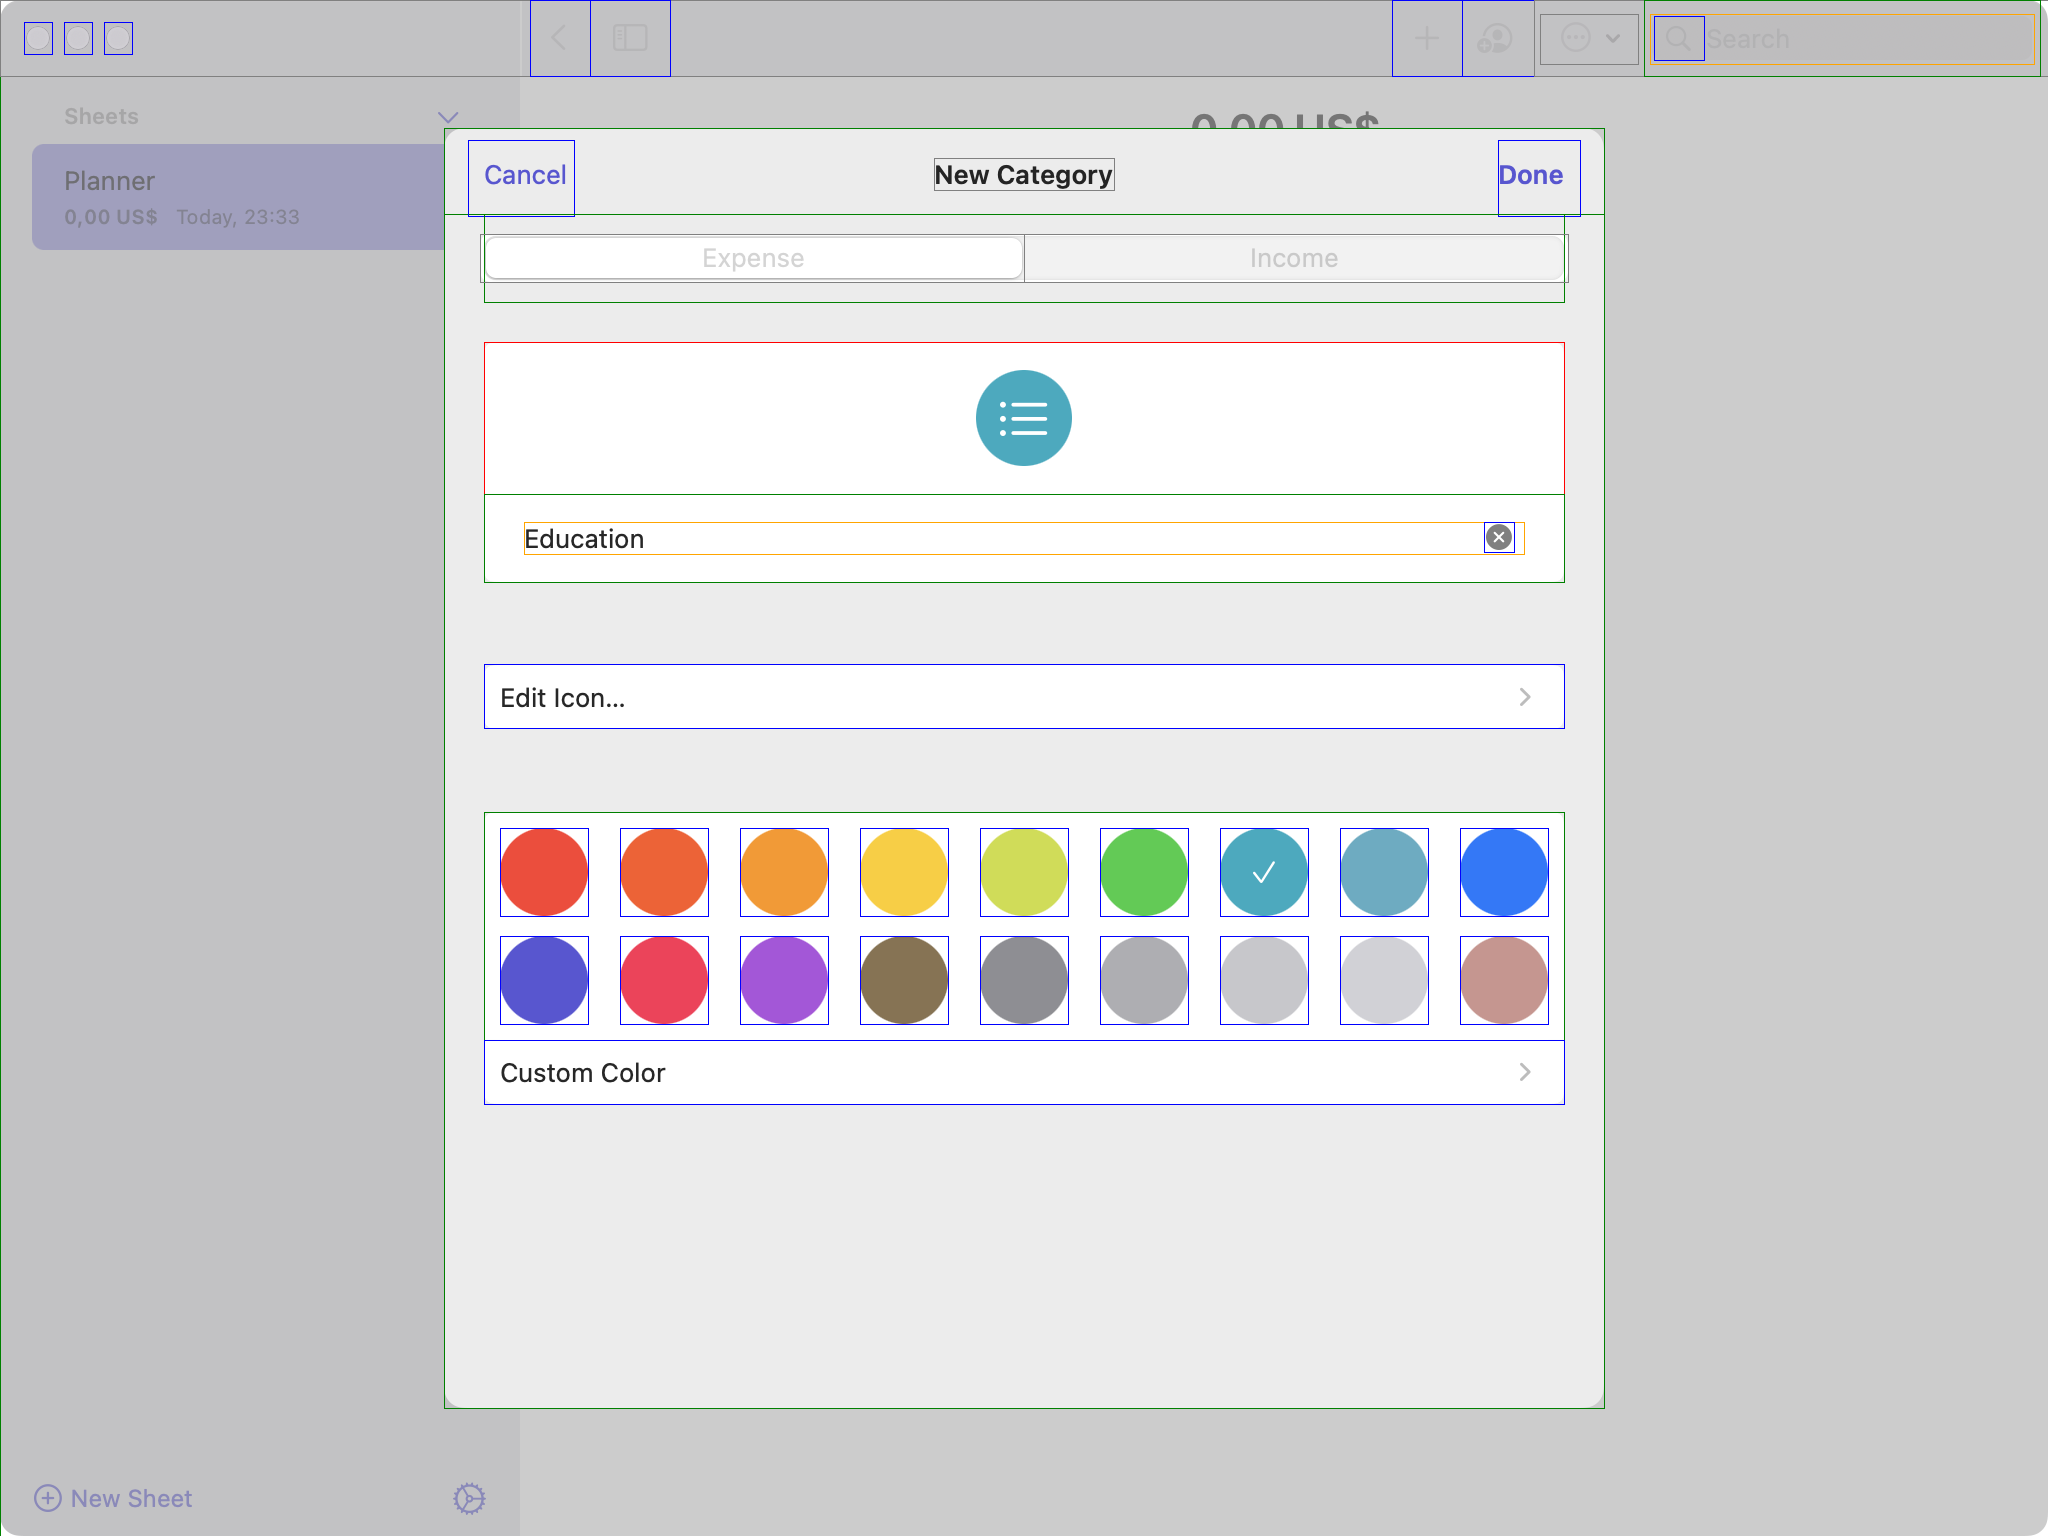 Search
Sheets
0,00 US$
Planner
0,00 US$ Today, 23:33
Cancel
New Category
Done
Expense
Income
Education
Edit Icon...
Custom Color
New Sheet